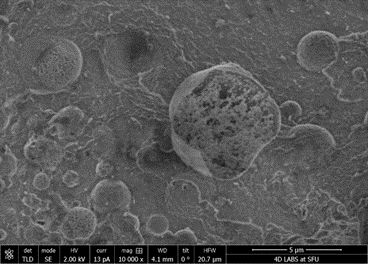 det mode HV curr mag WD tilt HFW 5 µm
TLD SE 2.00 kV 13 pA 10 000 x 4.1 mm 0 ° 20.7 µm 4D LABS at SFU